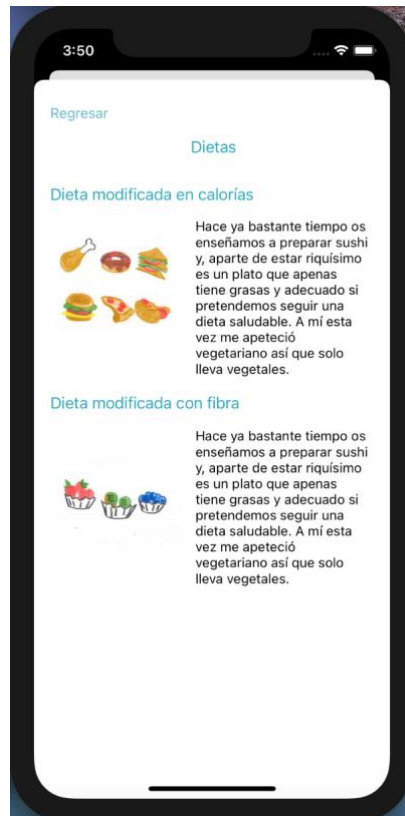 3:50
Regresar
Dietas
Dieta modificada en calorías
Hace ya bastante tiempo os
enseñamos a preparar sushi
y, aparte de estar riquísimo
es un plato que apenas
tiene grasas y adecuado si
pretendemos seguir una
dieta saludable. A mí esta
vez me apeteció
vegetariano así que solo
lleva vegetales.
Dieta modificada con fibra
Hace ya bastante tiempo os
enseñamos a preparar sushi
y, aparte de estar riquísimo
es un plato que apenas
tiene grasas y adecuado si
pretendemos seguir una
dieta saludable. A mí esta
vez me apeteció
vegetariano así que solo
lleva vegetales.